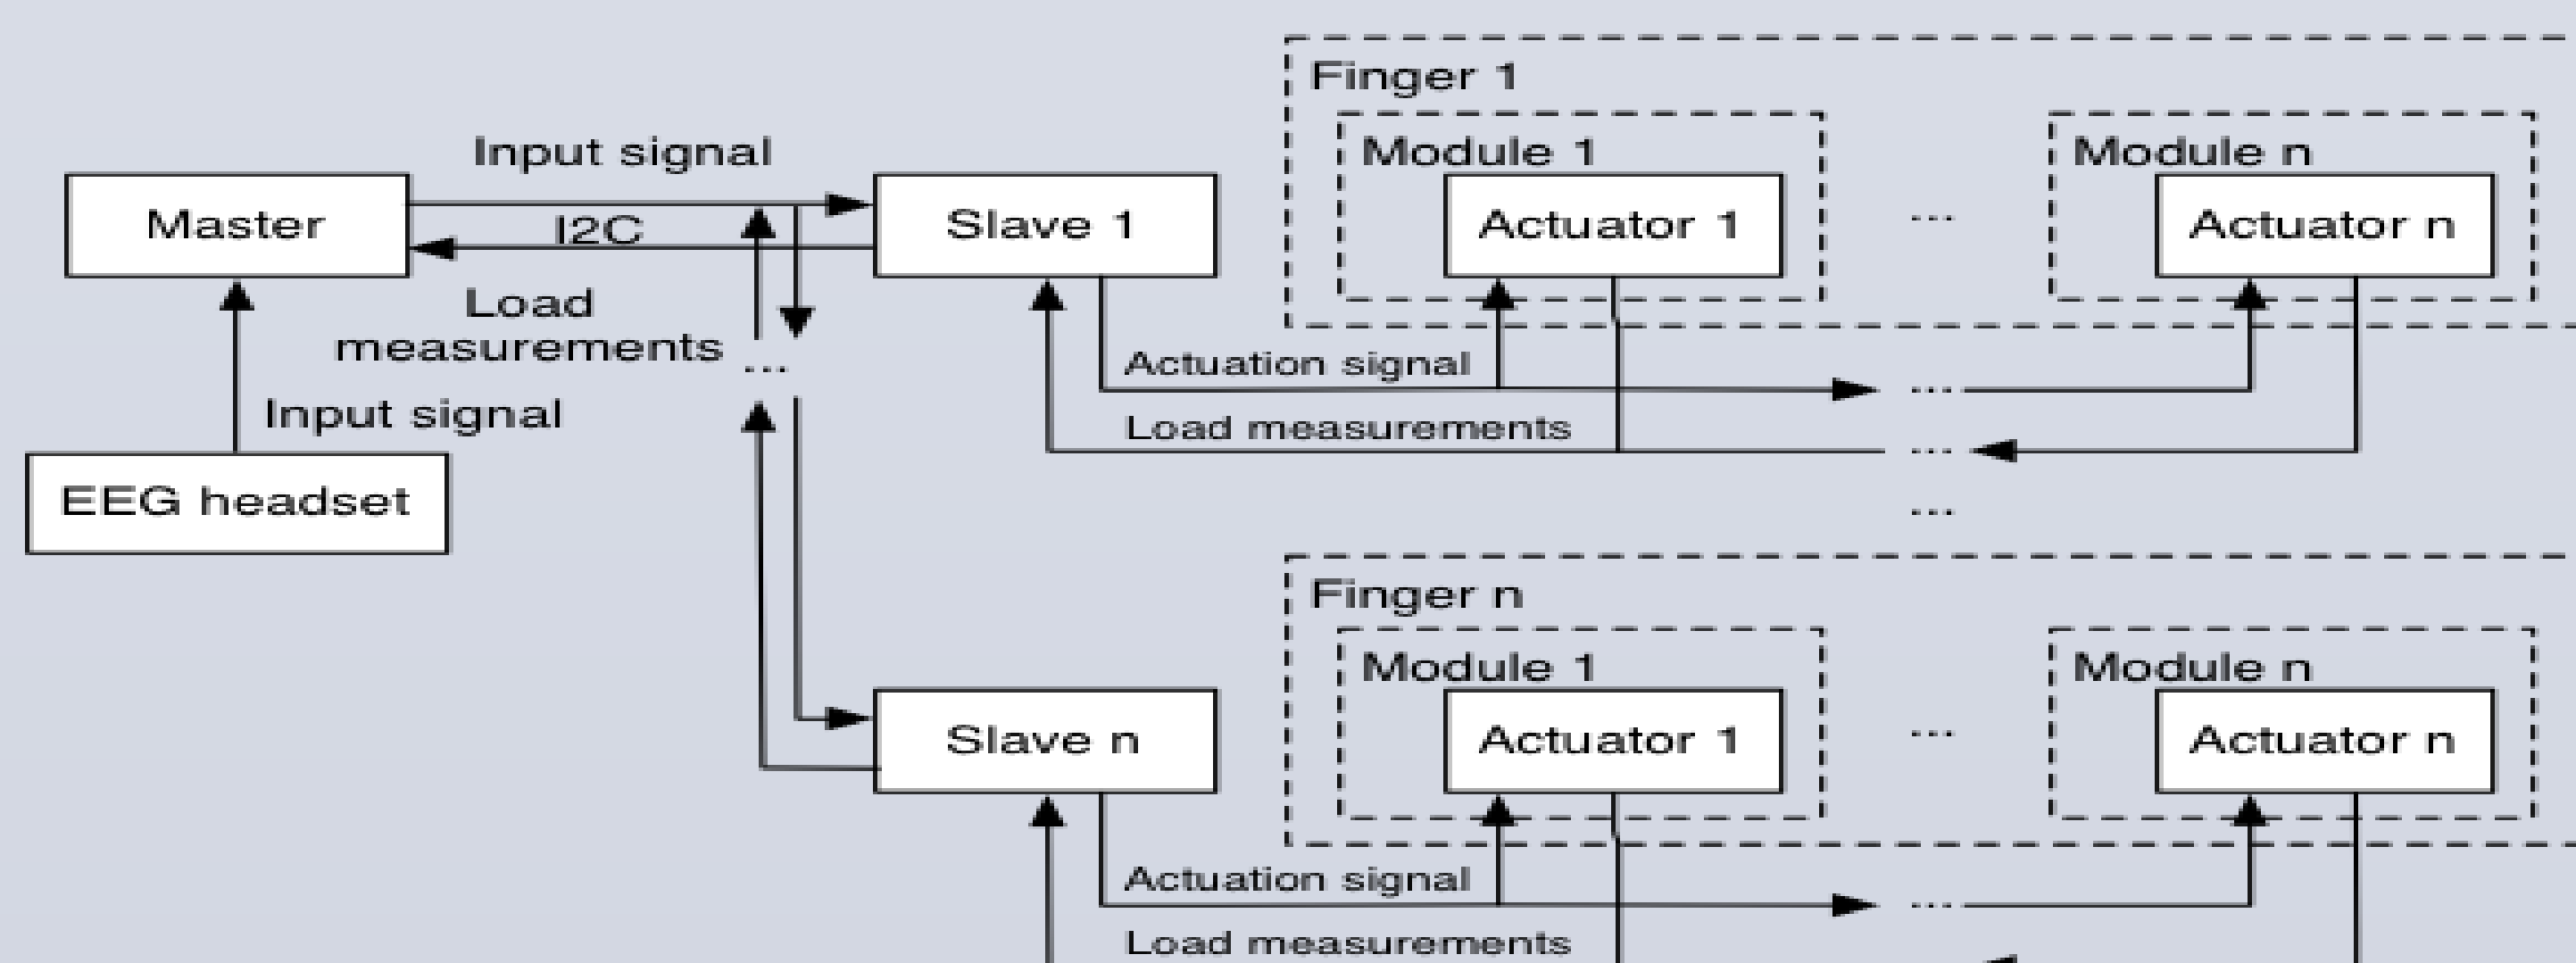 Finger 1
Module 1
Module n
Input signal
Master
I2C
Slave 1
Actuator 1
...
Actuator n
Load
measurements
...
Actuation signal
...
Input signal
Load measurements
...
EEG headset
...
Finger n
Module 1
Module n
Slave n
Actuator 1
...
Actuator n
Actuation signal
...
Load measurements